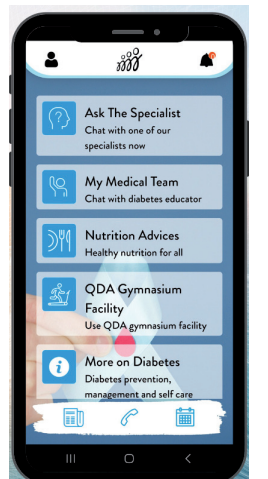 Ask The Specialist
Chat with one of our
specialists now
My Medical Team
Chat with diabetes educator
Nutrition Advices
Healthy nutrition for all
QDA Gymnasium
Facility
Use QDA gymnasium facility
More on Diabetes
Diabetes prevention,
management and self care